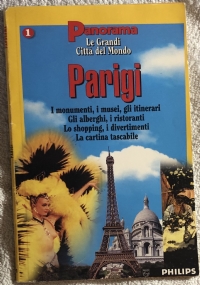 1
Panorama
Le Grandi
Città del Mondo
Parigi
I monumenti, i musei, gli itinerari
Gli alberghi, i ristoranti
Lo shopping, i divertimenti
La cartina tascabile
PHILIPS